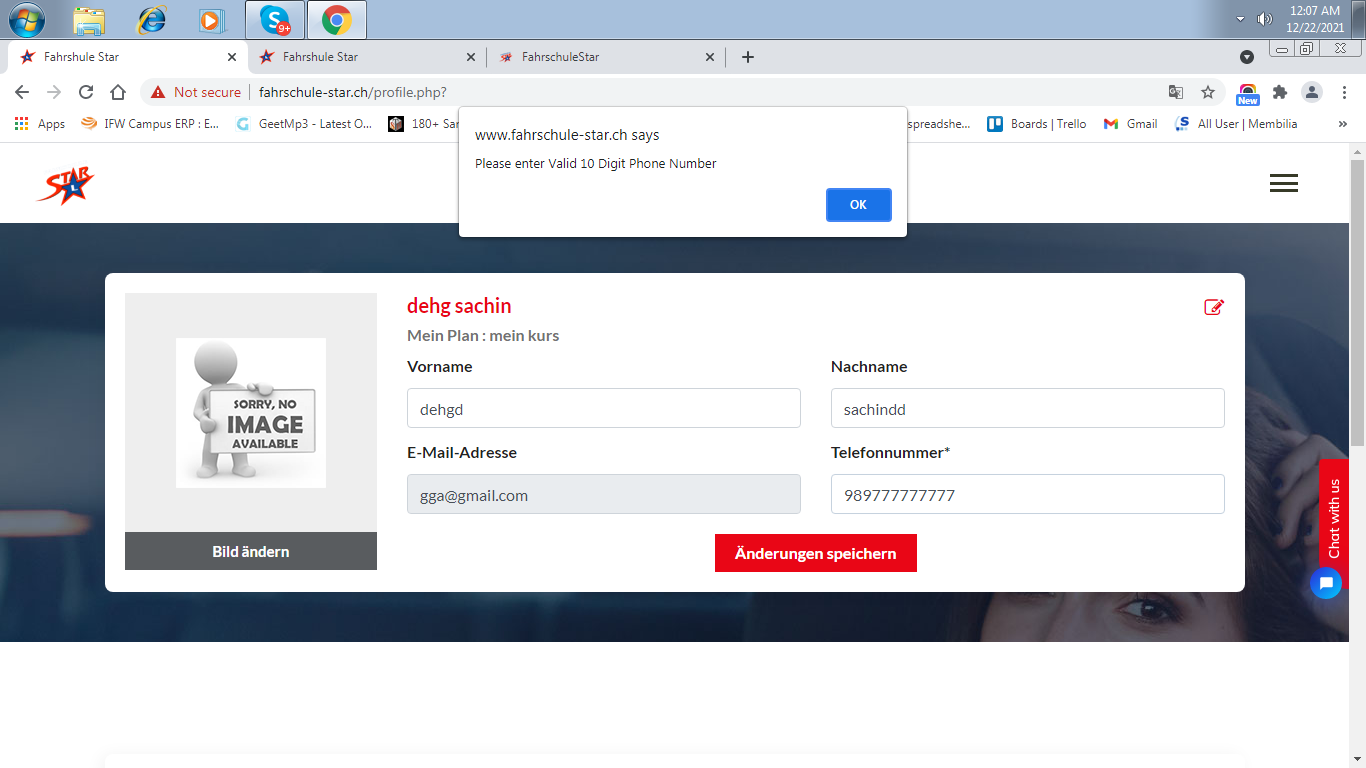 12:07 AM
12/22/2021
9+
Fahrshule Star
Fahrshule Star
FahrschuleStar
Not secure
fahrschule-star.ch/profile.php?
New
Apps
IFW Campus ERP : E...
GeetMp3 - Latest O...
180+ Sar
spreadshe...
Boards | Trello
Gmail
All User | Membilia
»
www.fahrschule-star.ch says
Please enter Valid 10 Digit Phone Number
OK
STAR
L
dehg sachin
Mein Plan : mein kurs
Vorname
Nachname
dehgd
sachindd
E-Mail-Adresse
Telefonnummer*
gga@gmail.com
989777777777
SORRY, NO
IMAGE
AVAILABLE
Bild ändern
Änderungen speichern
Chat with us